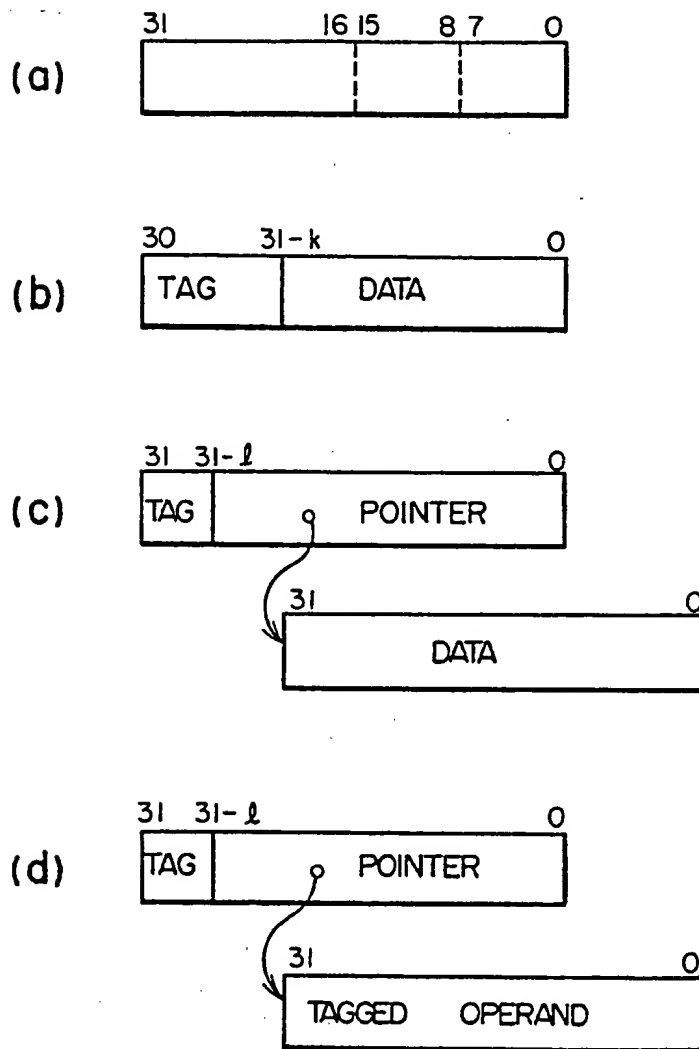 31 16 15 8 7 0
(a)
30 31-k 0
(b) TAG DATA
31 31-l 0
(c) TAG POINTER
31 0
DATA
31 31-l 0
(d) TAG POINTER
31 0
TAGGED OPERAND